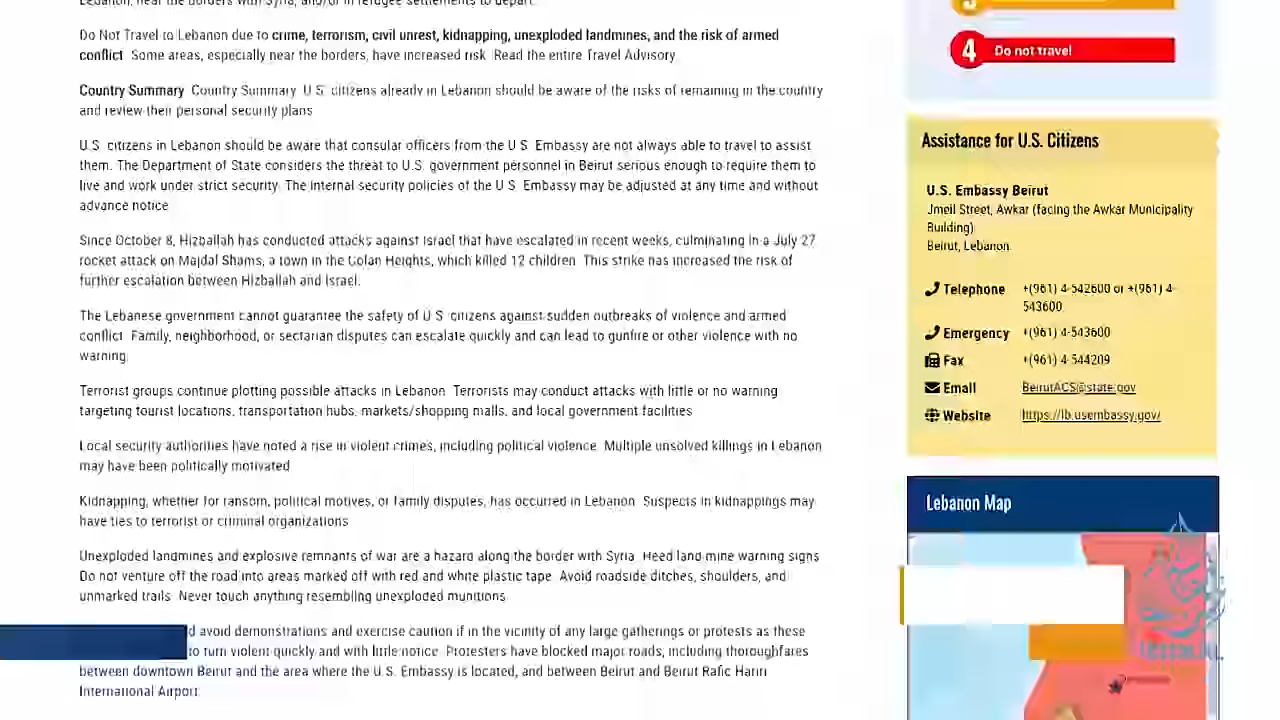 Lebanon, near the borders with Syria, and/or in refugee settlements to depart.
Do Not Travel to Lebanon due to crime, terrorism, civil unrest, kidnapping, unexploded landmines, and the risk of armed
conflict. Some areas, especially near the borders, have increased risk. Read the entire Travel Advisory.
Country Summary: Country Summary: U.S. citizens already in Lebanon should be aware of the risks of remaining in the country
and review their personal security plans.
U.S. citizens in Lebanon should be aware that consular officers from the U.S. Embassy are not always able to travel to assist
them. The Department of State considers the threat to U.S. government personnel in Beirut serious enough to require them to
live and work under strict security. The internal security policies of the U.S. Embassy may be adjusted at any time and without
advance notice.
Since October 8, Hizballah has conducted attacks against Israel that have escalated in recent weeks, culminating in a July 27
rocket attack on Majdal Shams, a town in the Golan Heights, which killed 12 children. This strike has increased the risk of
further escalation between Hizballah and Israel.
The Lebanese government cannot guarantee the safety of U.S. citizens against sudden outbreaks of violence and armed
conflict. Family, neighborhood, or sectarian disputes can escalate quickly and can lead to gunfire or other violence with no
warning.
Terrorist groups continue plotting possible attacks in Lebanon. Terrorists may conduct attacks with little or no warning
targeting tourist locations, transportation hubs, markets/shopping malls, and local government facilities.
Local security authorities have noted a rise in violent crimes, including political violence. Multiple unsolved killings in Lebanon
may have been politically motivated.
Kidnapping, whether for ransom, political motives, or family disputes, has occurred in Lebanon. Suspects in kidnappings may
have ties to terrorist or criminal organizations.
Unexploded landmines and explosive remnants of war are a hazard along the border with Syria. Heed land mine warning signs.
Do not venture off the road into areas marked off with red and white plastic tape. Avoid roadside ditches, shoulders, and
unmarked trails. Never touch anything resembling unexploded munitions.
d avoid demonstrations and exercise caution if in the vicinity of any large gatherings or protests as these
to turn violent quickly and with little notice. Protesters have blocked major roads, including thoroughfares
between downtown Beirut and the area where the U.S. Embassy is located, and between Beirut and Beirut Rafic Hariri
International Airport.
3
4 Do not travel
Assistance for U.S. Citizens
U.S. Embassy Beirut
Jmeil Street, Awkar (facing the Awkar Municipality
Building)
Beirut, Lebanon
Telephone +(961) 4-542600 or +(961) 4-
543600
Emergency +(961) 4-543600
Fax +(961) 4-544209
Email BeirutACS@state.gov
Website https://lb.usembassy.gov/
Lebanon Map